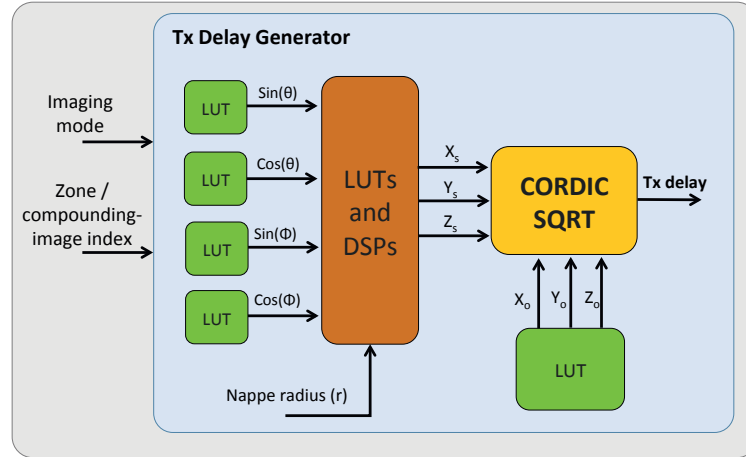 Tx Delay Generator
Imaging
mode
Zone /
compounding-
image index
LUT
Sin(θ)
LUT
Cos(θ)
LUT
Sin(Φ)
LUT
Cos(Φ)
LUTs
and
DSPs
Nappe radius (r)
Xs
Ys
Zs
CORDIC
SQRT
Tx delay
Xo
Yo
Zo
LUT